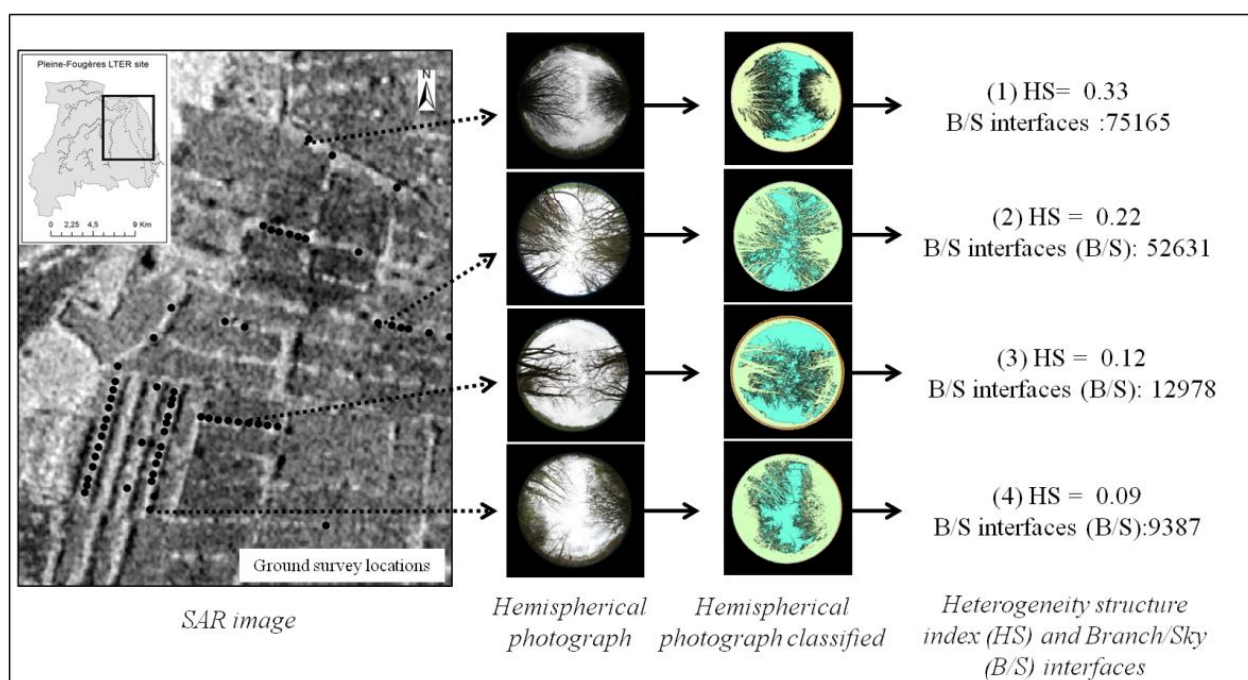 Pleine-Fougères LTER site
0 2,25 4,5 9 Km
N
Ground survey locations
SAR image
Hemispherical
photograph
Hemispherical
photograph classified
(1) HS= 0.33
B/S interfaces :75165
(2) HS = 0.22
B/S interfaces (B/S): 52631
(3) HS = 0.12
B/S interfaces (B/S): 12978
(4) HS = 0.09
B/S interfaces (B/S):9387
Heterogeneity structure
index (HS) and Branch/Sky
(B/S) interfaces